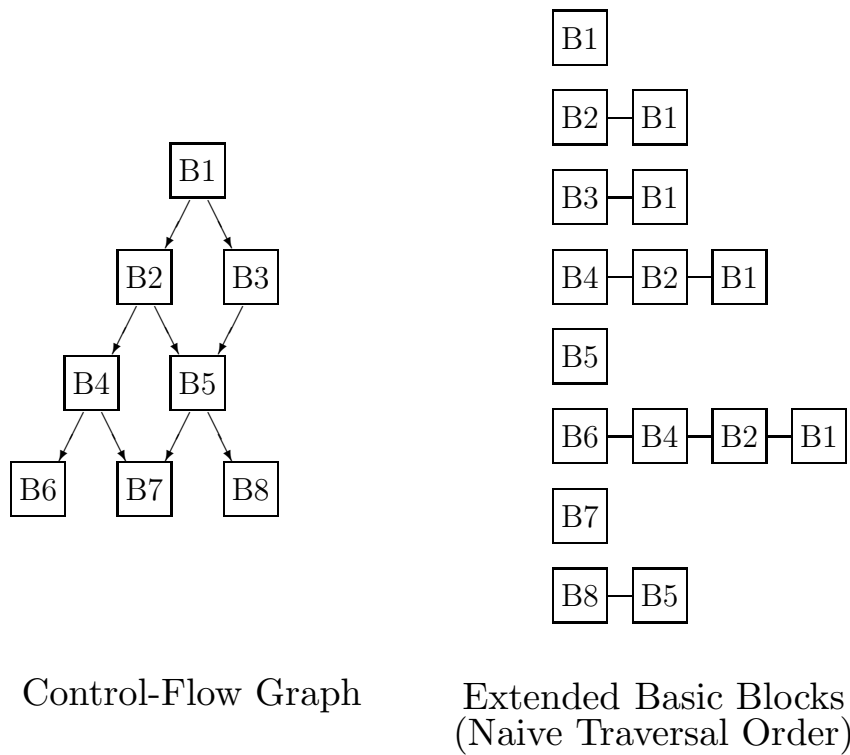 B1
B2 B3
B4 B5
B6 B7 B8
Control-Flow Graph
B1
B2 B1
B3 B1
B4 B2 B1
B5
B6 B4 B2 B1
B7
B8 B5
Extended Basic Blocks
(Naive Traversal Order)